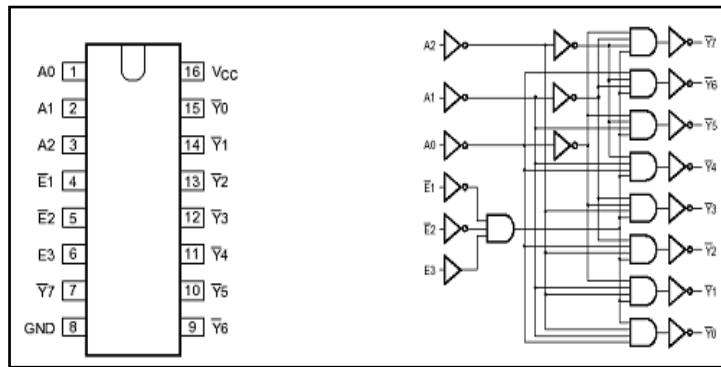 A0 1 16 VCC
A1 2 15 Y̅0
A2 3 14 Y̅1
E̅1 4 13 Y̅2
E̅2 5 12 Y̅3
E3 6 11 Y̅4
Y̅7 7 10 Y̅5
GND 8 9 Y̅6
A2
A1
A0
E̅1
E̅2
E3
Y̅7
Y̅6
Y̅5
Y̅4
Y̅3
Y̅2
Y̅1
Y̅0